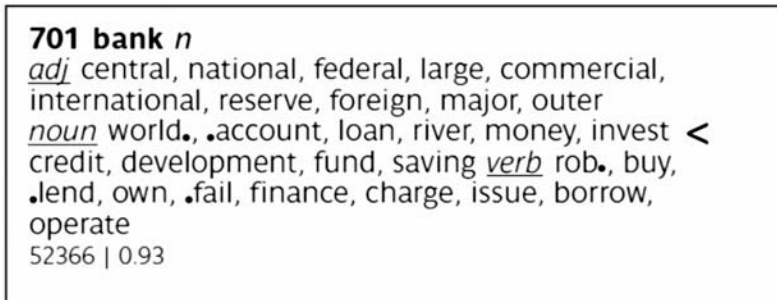 701 bank n
adj central, national, federal, large, commercial,
international, reserve, foreign, major, outer
noun world•, •account, loan, river, money, invest <
credit, development, fund, saving verb rob•, buy,
•lend, own, •fail, finance, charge, issue, borrow,
operate
52366 | 0.93